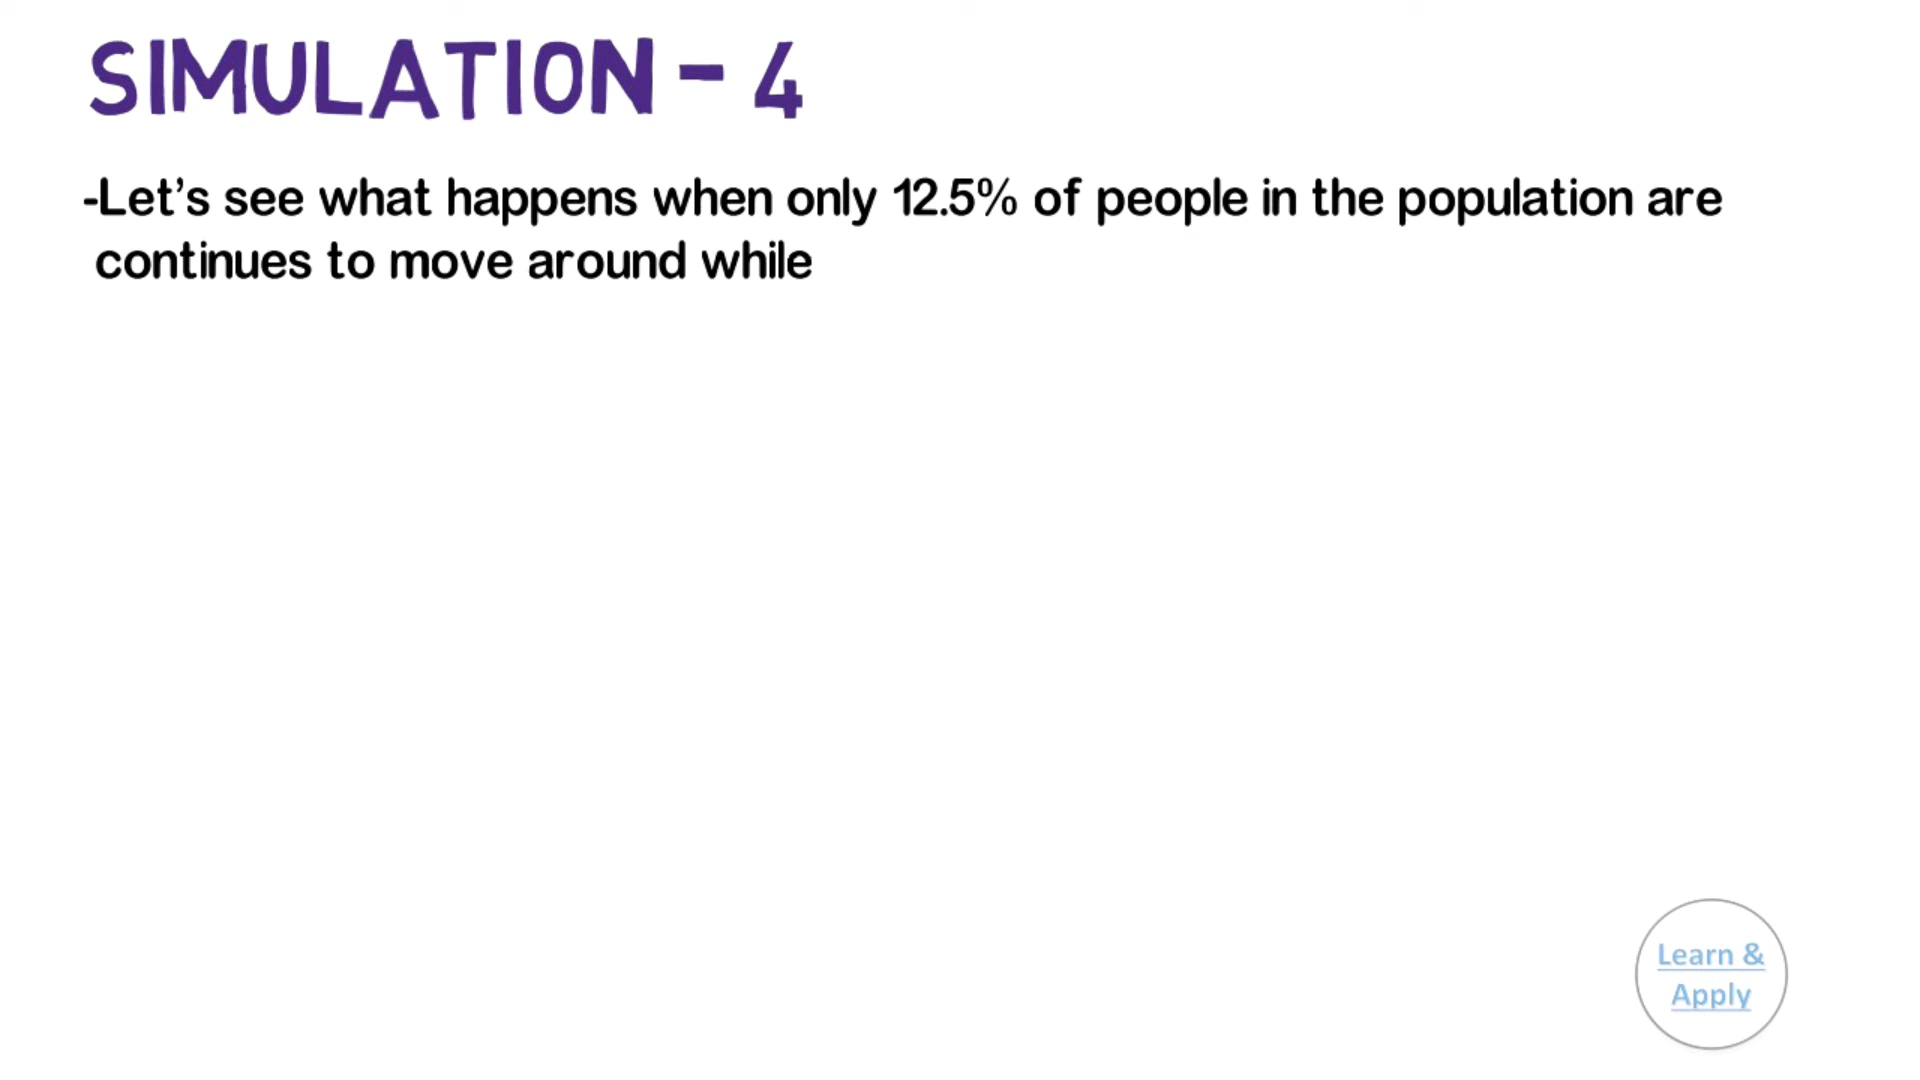 SIMULATION - 4
-Let's see what happens when only 12.5% of people in the population are
continues to move around while
Learn &
Apply